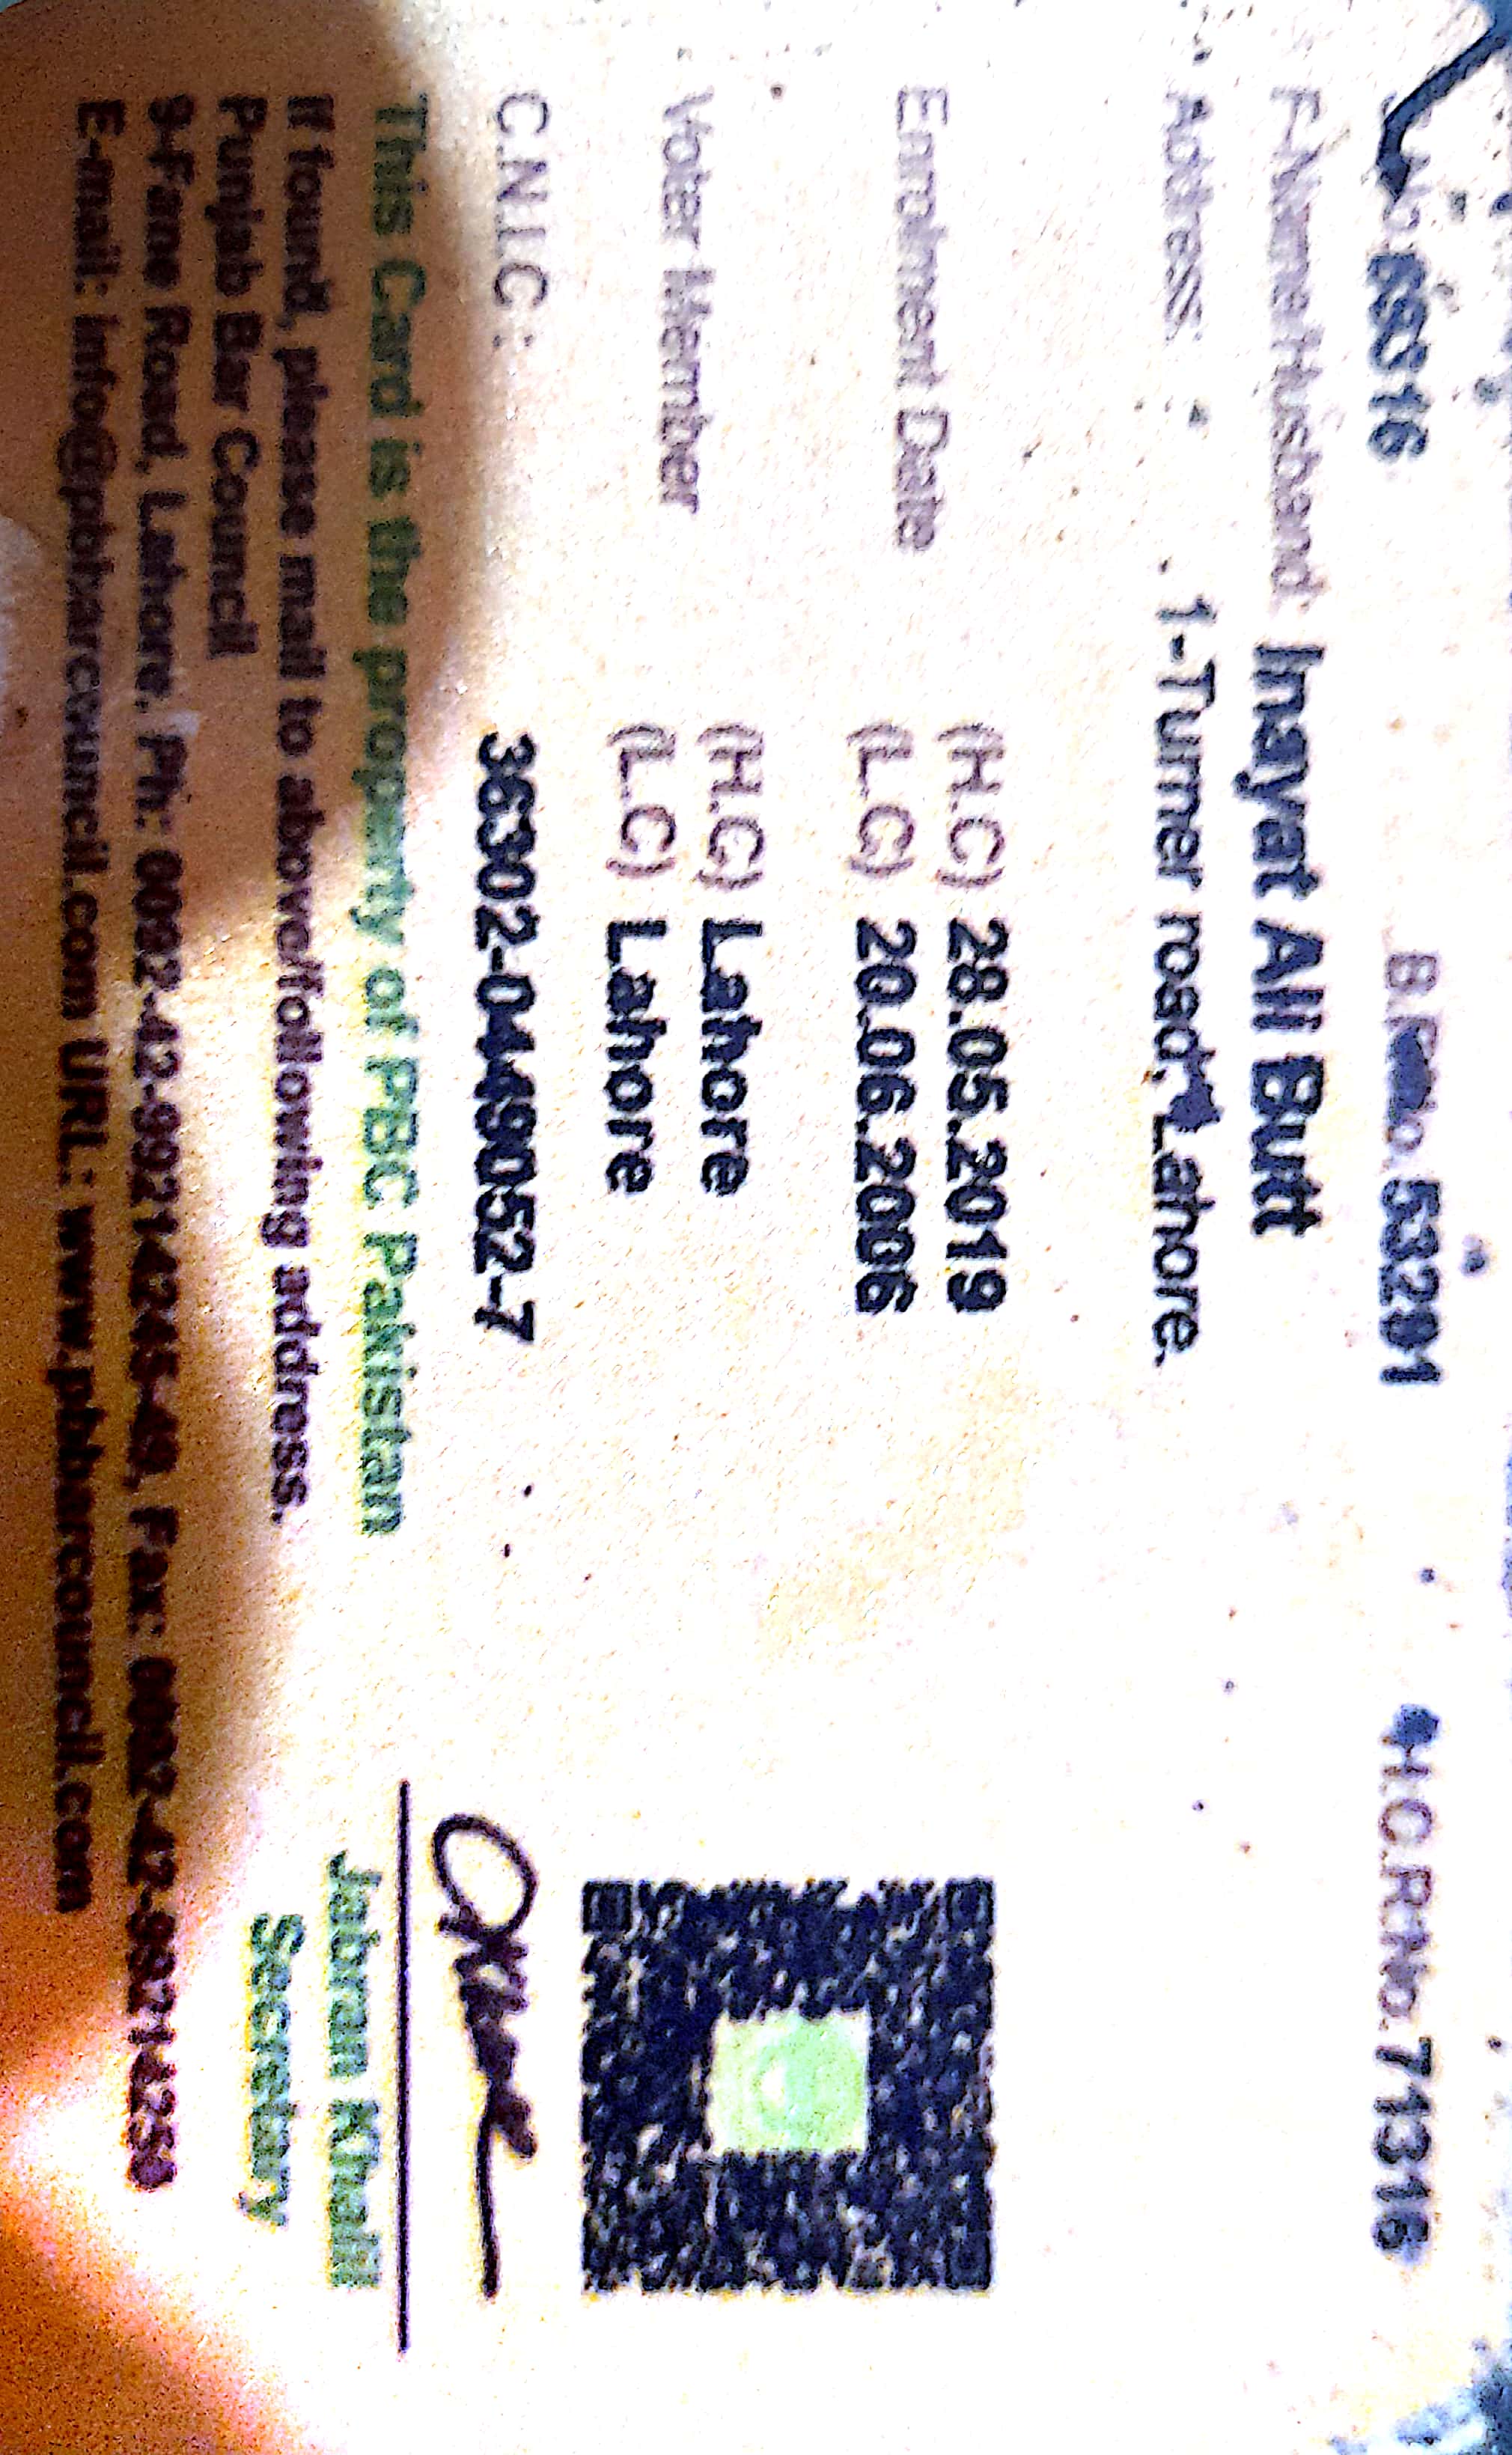 65816 B.F.No.53291 H.C.R.No.71316
F-Name/Husband: Inayat Ali Butt
Address: 1-Turner road, Lahore.
Enrolment Date (H.C) 28.05.2019
(L.C) 20.06.2006
Voter Member (H.C) Lahore
(L.C) Lahore
C.N.I.C: 36302-0449052-7
This Card is the property of PBC Pakistan
If found, please mail to above/following address.
Punjab Bar Council
9-Fane Road, Lahore. Ph: 0092-42-99214245-49, Fax: 0092-42-99214250
E-mail: info@pbbarcouncil.com URL: www.pbbarcouncil.com
Jabran Khalil
Secretary